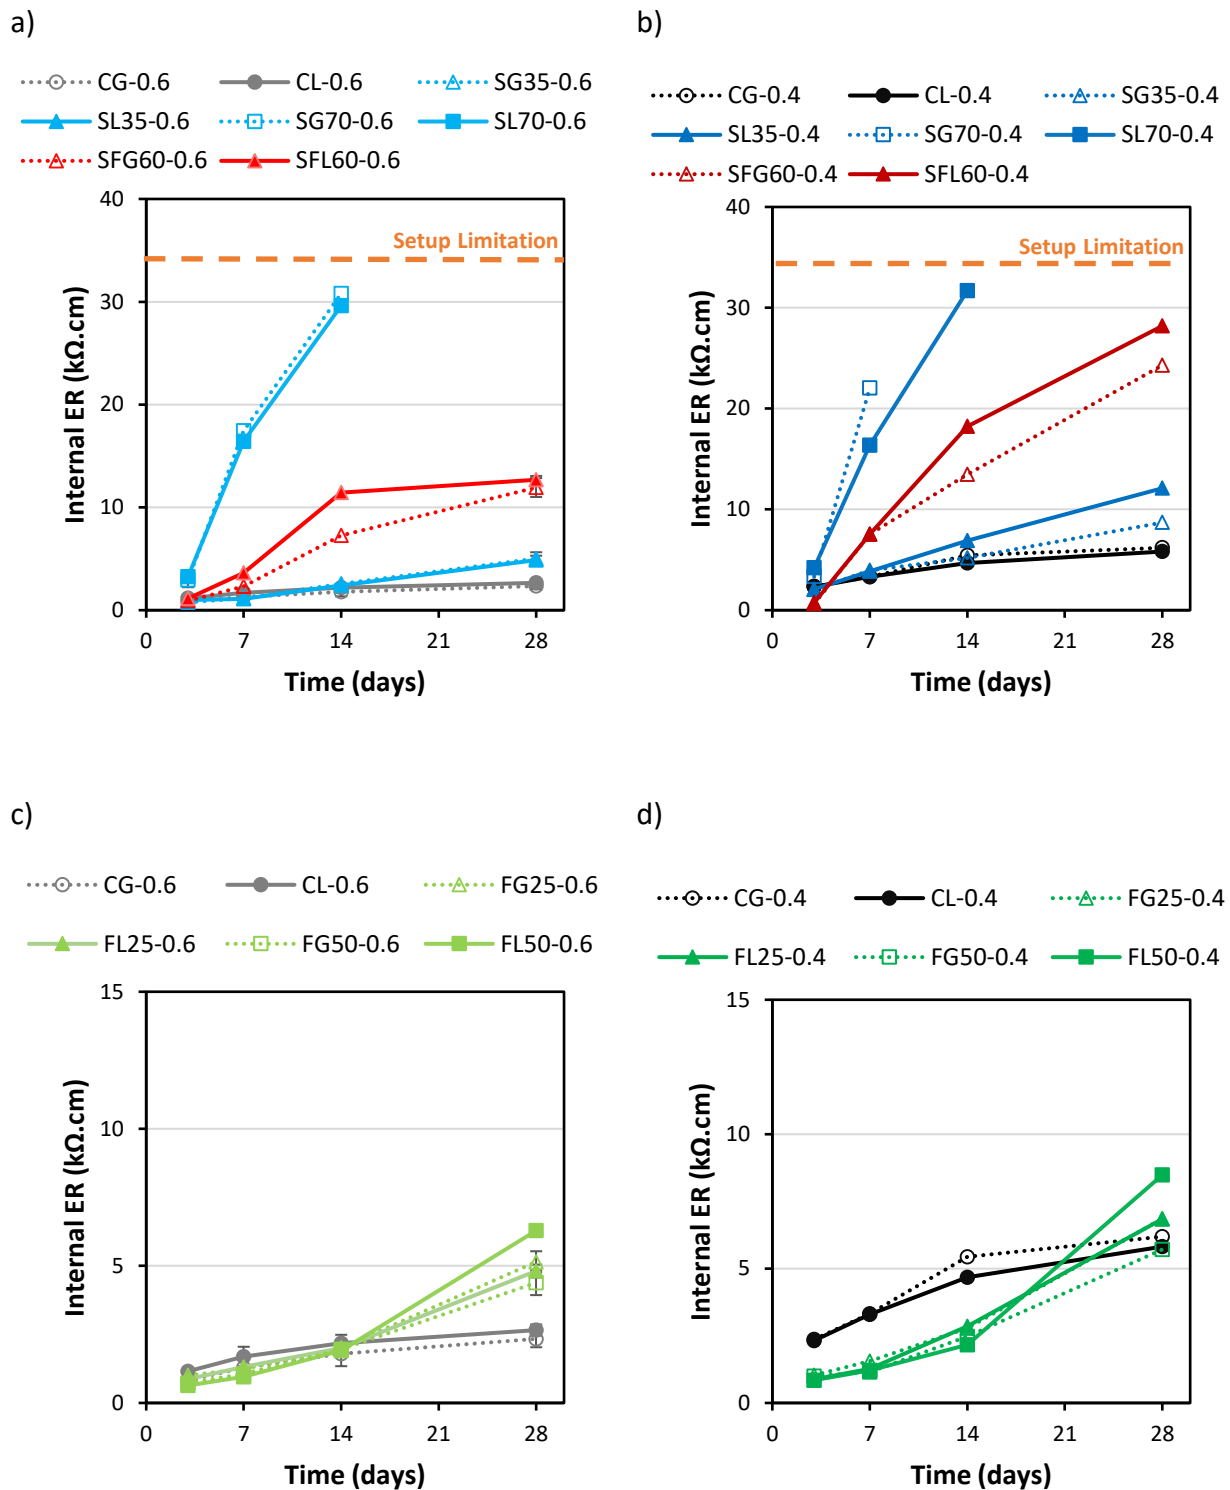 a)
CG-0.6 CL-0.6 SG35-0.6
SL35-0.6 SG70-0.6 SL70-0.6
SFG60-0.6 SFL60-0.6
40
Setup Limitation
30
20
10
0
Internal ER (kΩ.cm)
0 7 14 21 28
Time (days)
b)
CG-0.4 CL-0.4 SG35-0.4
SL35-0.4 SG70-0.4 SL70-0.4
SFG60-0.4 SFL60-0.4
40
Setup Limitation
30
20
10
0
Internal ER (kΩ.cm)
0 7 14 21 28
Time (days)
c)
CG-0.6 CL-0.6 FG25-0.6
FL25-0.6 FG50-0.6 FL50-0.6
15
10
5
0
Internal ER (kΩ.cm)
0 7 14 21 28
Time (days)
d)
CG-0.4 CL-0.4 FG25-0.4
FL25-0.4 FG50-0.4 FL50-0.4
15
10
5
0
Internal ER (kΩ.cm)
0 7 14 21 28
Time (days)